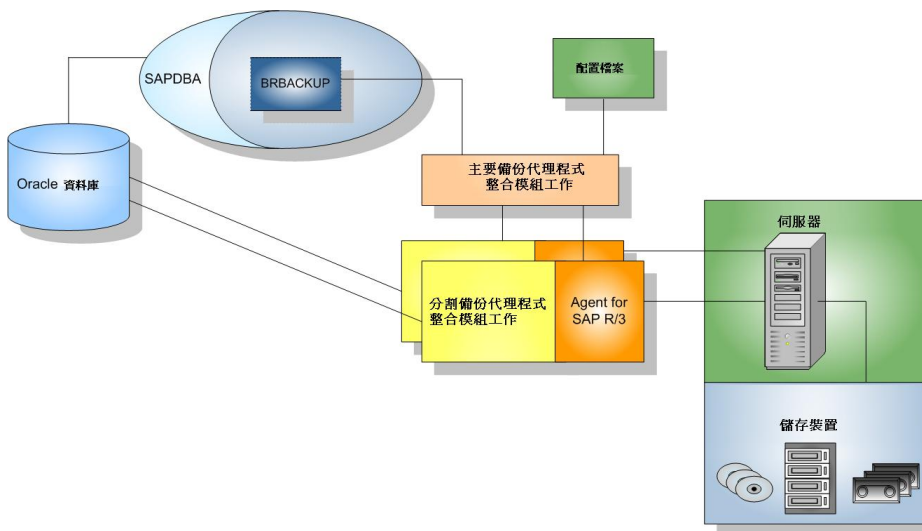 SAPDBA
BRBACKUP
配置檔案
Oracle 資料庫
主要備份代理程式
整合模組工作
伺服器
分割備份代理程式
整合模組工作
Agent for
SAP R/3
儲存裝置